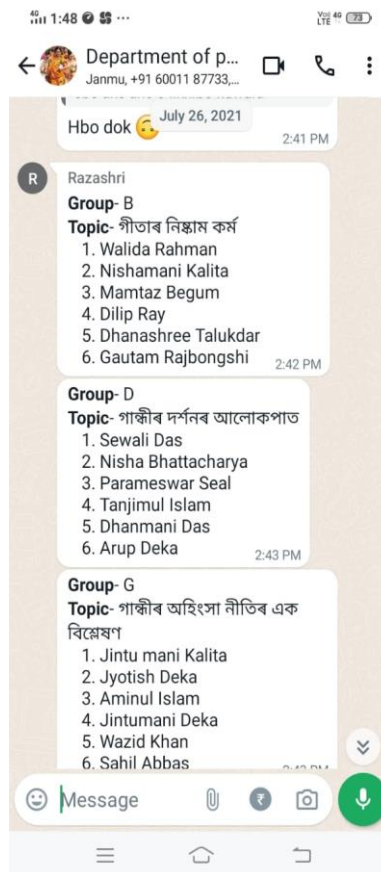 4G 1:48
Voi 4G
LTE 73
Department of p...
Janmu, +91 60011 87733,...
July 26, 2021
Hbo dok
2:41 PM
R
Razashri
Group- B
Topic- গীতাৰ নিষ্কাম কৰ্ম
1. Walida Rahman
2. Nishamani Kalita
3. Mamtaz Begum
4. Dilip Ray
5. Dhanashree Talukdar
6. Gautam Rajbongshi
2:42 PM
Group- D
Topic- গান্ধীৰ দৰ্শনৰ আলোকপাত
1. Sewali Das
2. Nisha Bhattacharya
3. Parameswar Seal
4. Tanjimul Islam
5. Dhanmani Das
6. Arup Deka
2:43 PM
Group- G
Topic- গান্ধীৰ অহিংসা নীতিৰ এক
বিশ্লেষণ
1. Jintu mani Kalita
2. Jyotish Deka
3. Aminul Islam
4. Jintumani Deka
5. Wazid Khan
6. Sahil Abbas
Message
₹